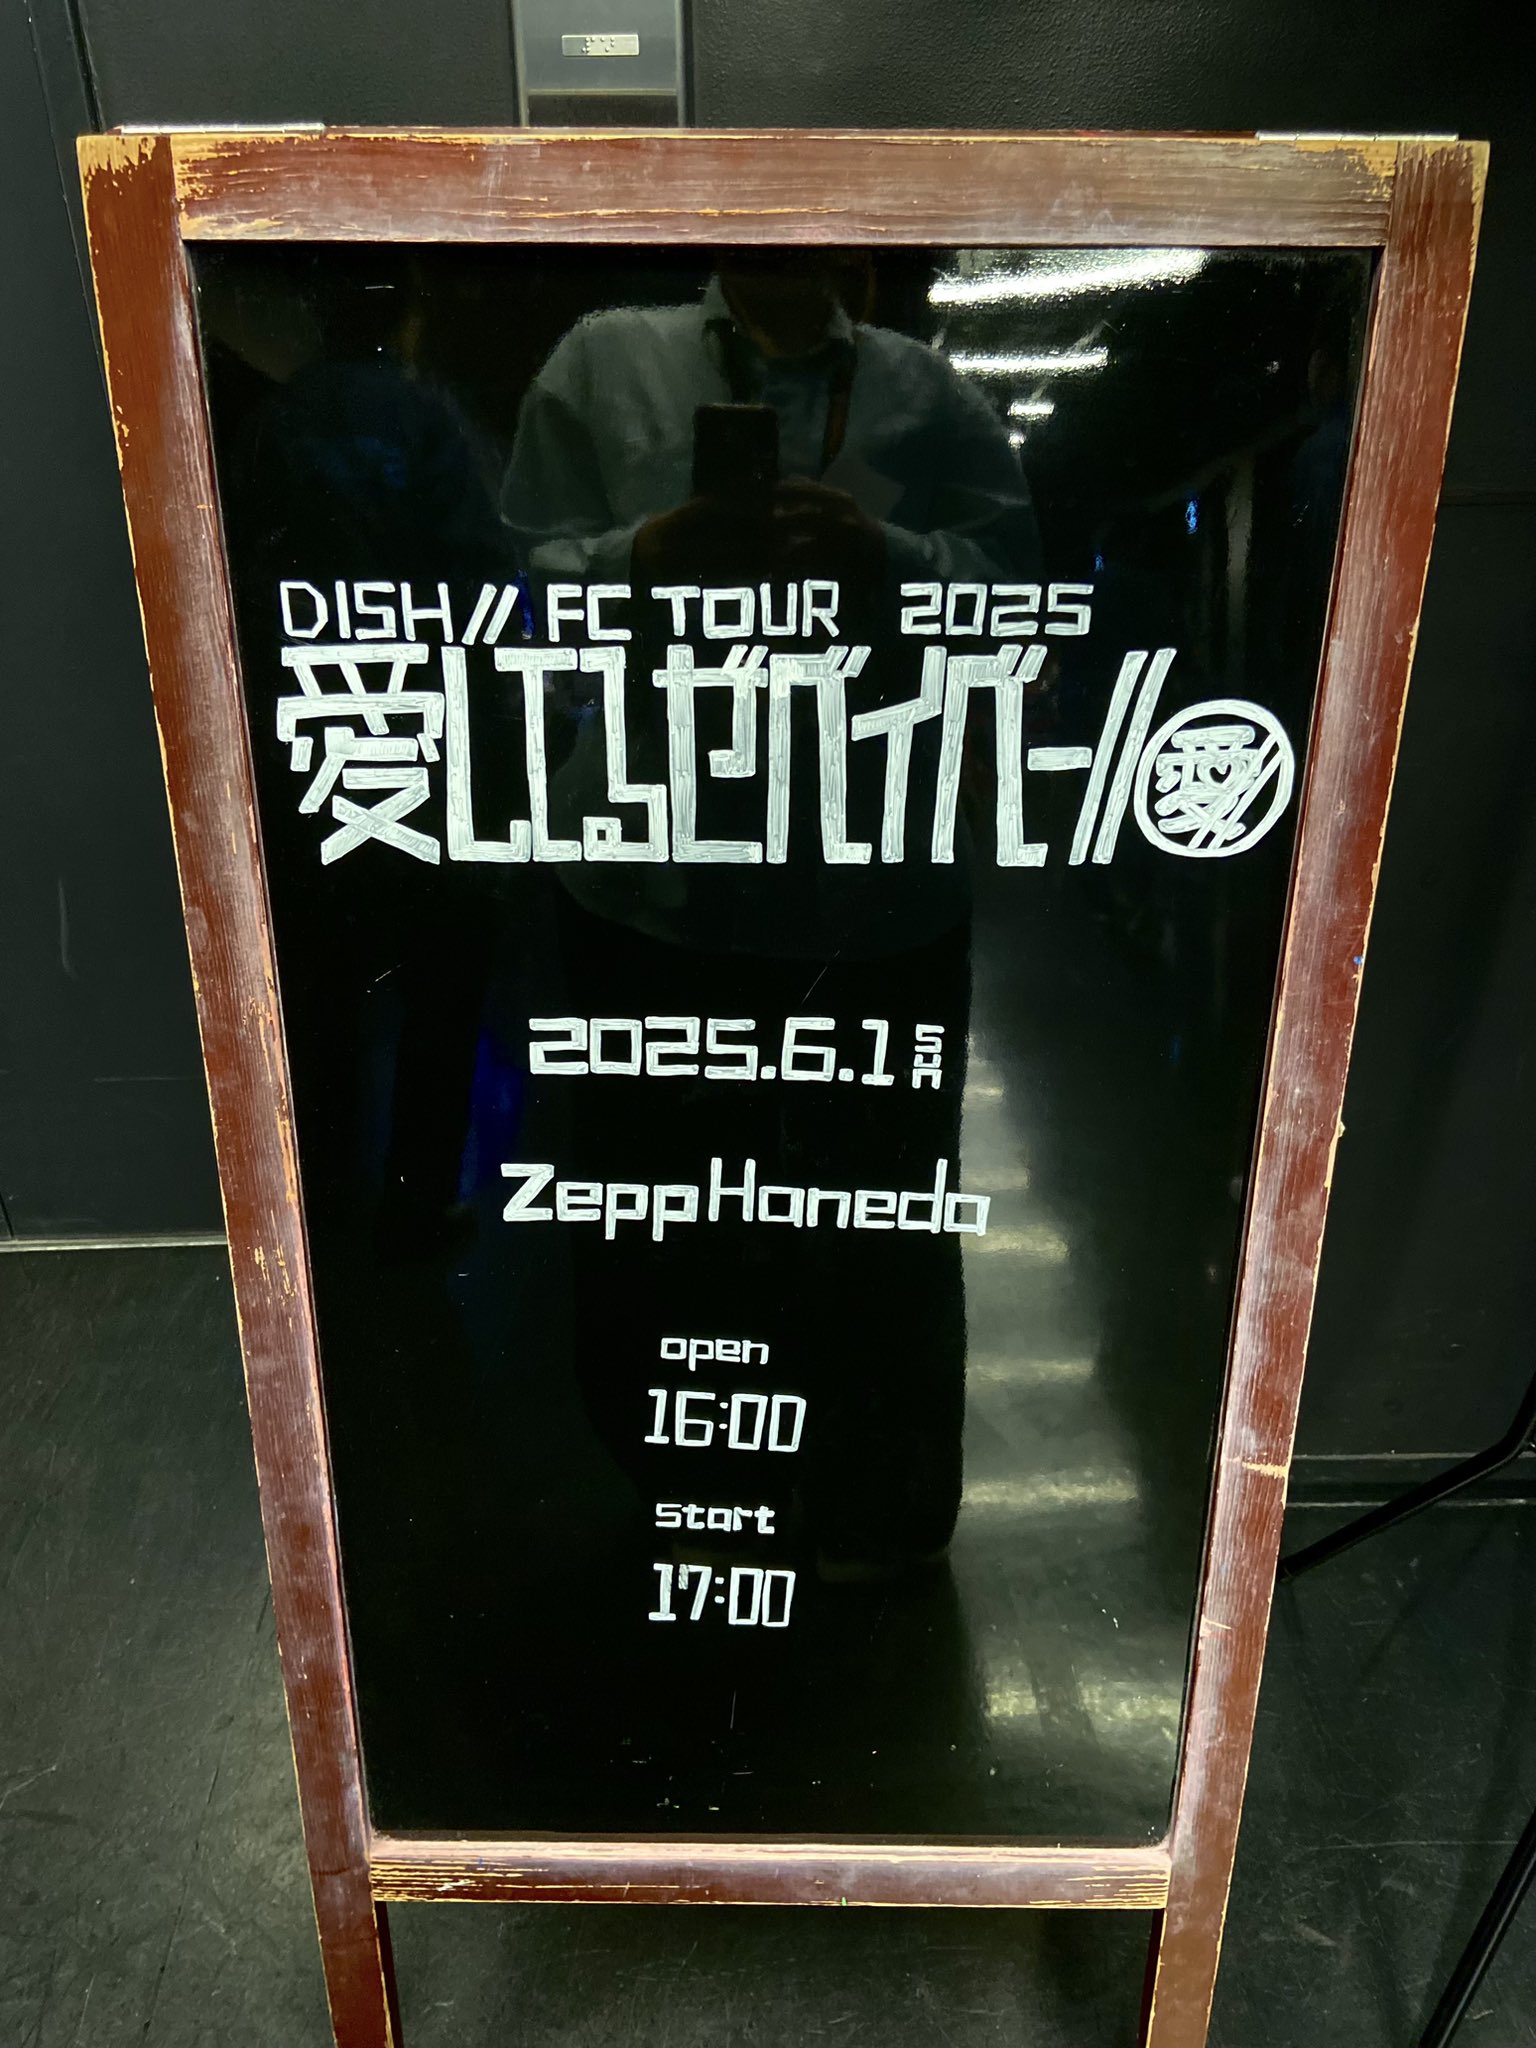 DISH// FC TOUR 2025
愛してるぜベイベー//愛
2025.6.1 SUN
Zepp Haneda
open
16:00
start
17:00